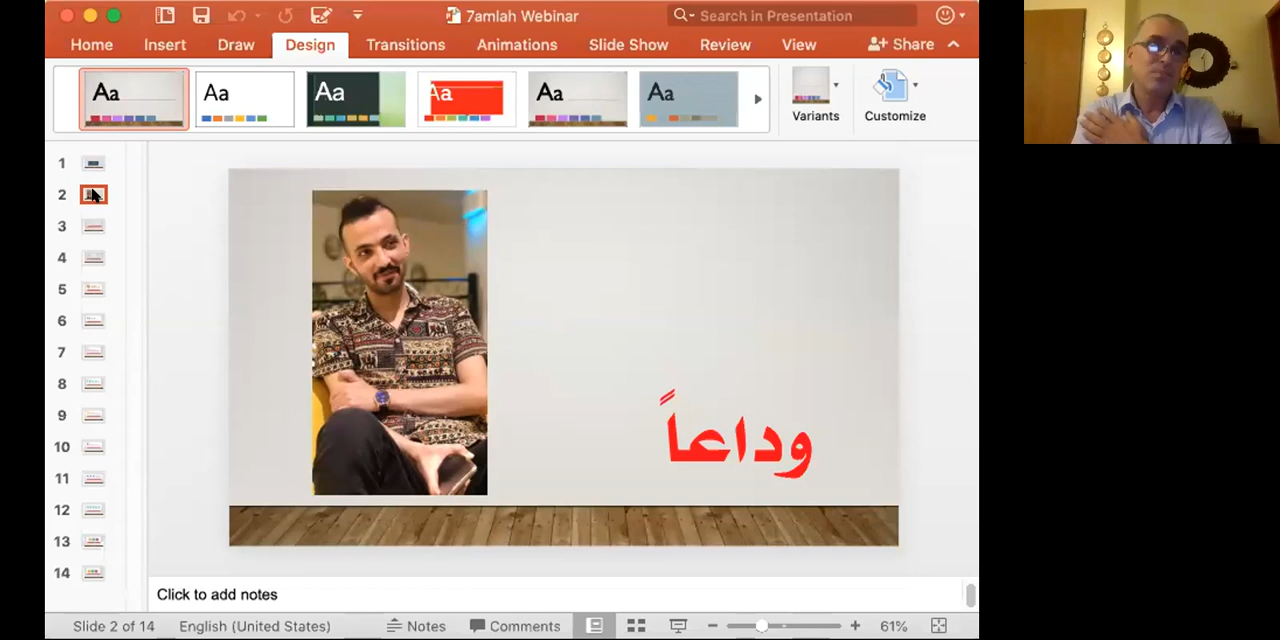 7amlah Webinar
Search in Presentation
Home Insert Draw Design Transitions Animations Slide Show Review View Share
Aa Aa Aa Aa Aa Aa
Variants Customize
1
2
3
4
5
6
7
8
9
10
11
12
13
14
وداعاً
Click to add notes
Slide 2 of 14 English (United States) Notes Comments 61%